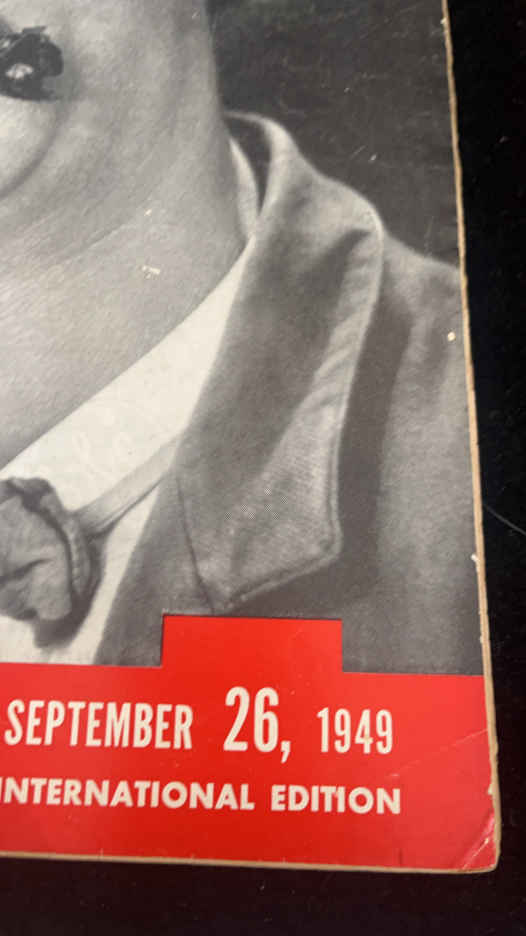 SEPTEMBER 26, 1949
INTERNATIONAL EDITION